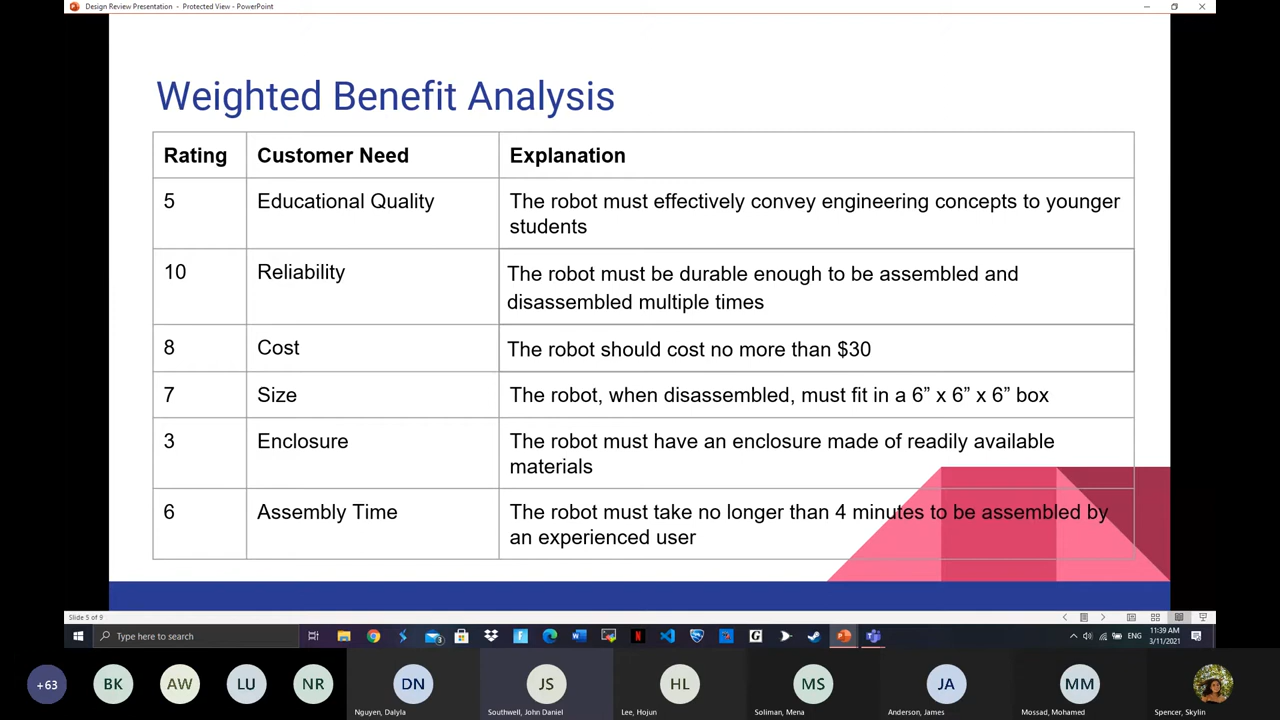 Design Review Presentation - Protected View - PowerPoint
Weighted Benefit Analysis
Rating Customer Need Explanation
5 Educational Quality The robot must effectively convey engineering concepts to younger
students
10 Reliability The robot must be durable enough to be assembled and
disassembled multiple times
8 Cost The robot should cost no more than $30
7 Size The robot, when disassembled, must fit in a 6” x 6” x 6” box
3 Enclosure The robot must have an enclosure made of readily available
materials
6 Assembly Time The robot must take no longer than 4 minutes to be assembled by
an experienced user
Slide 5 of 9
Type here to search
3
N
G
ENG
11:39 AM
3/11/2021
+63 BK AW LU NR DN JS HL MS JA MM
Nguyen, Dalyla Southwell, John Daniel Lee, Hojun Soliman, Mena Anderson, James Mossad, Mohamed Spencer, Skylin